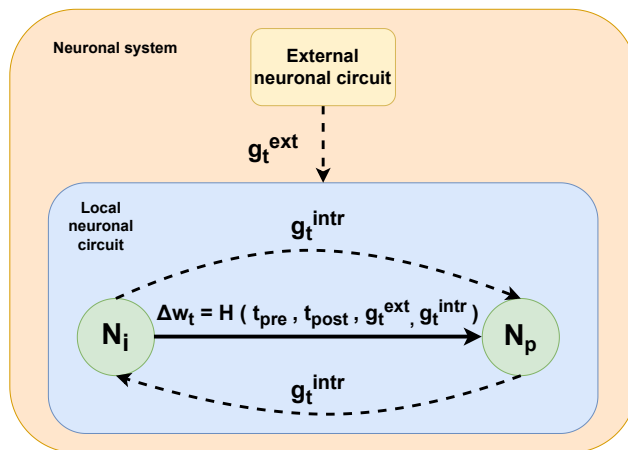 Neuronal system
External
neuronal circuit
g_t^ext
Local
neuronal
circuit
g_t^intr
Δw_t = H ( t_pre , t_post , g_t^ext , g_t^intr )
N_i
N_p
g_t^intr